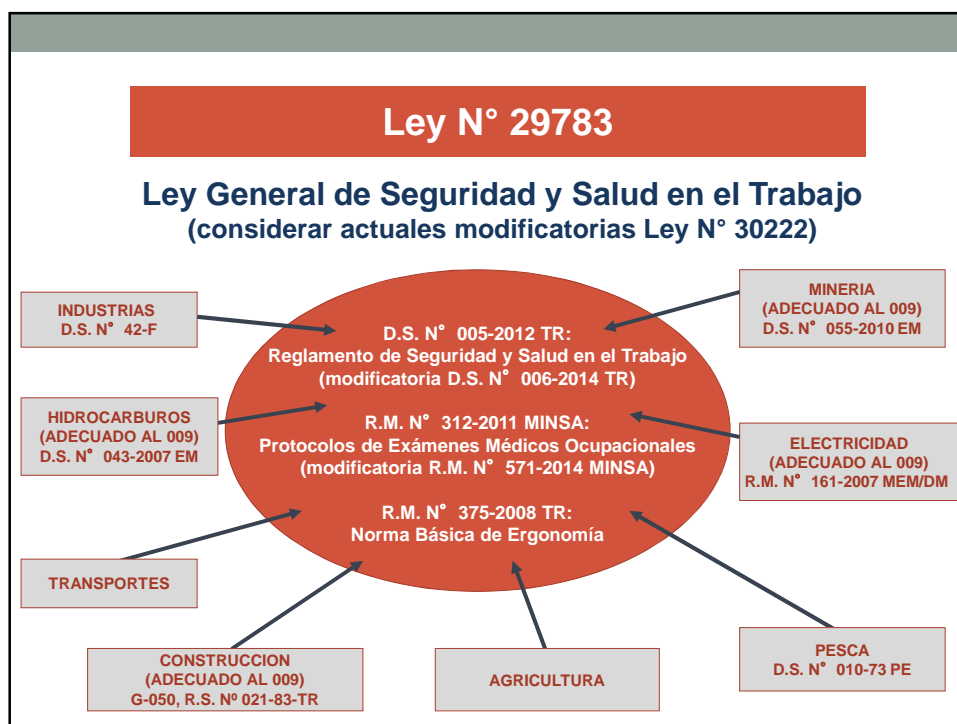 Ley N° 29783
Ley General de Seguridad y Salud en el Trabajo
(considerar actuales modificatorias Ley N° 30222)
INDUSTRIAS
D.S. N° 42-F
MINERIA
(ADECUADO AL 009)
D.S. N° 055-2010 EM
D.S. N° 005-2012 TR:
Reglamento de Seguridad y Salud en el Trabajo
(modificatoria D.S. N° 006-2014 TR)
HIDROCARBUROS
(ADECUADO AL 009)
D.S. N° 043-2007 EM
R.M. N° 312-2011 MINSA:
Protocolos de Exámenes Médicos Ocupacionales
(modificatoria R.M. N° 571-2014 MINSA)
ELECTRICIDAD
(ADECUADO AL 009)
R.M. N° 161-2007 MEM/DM
R.M. N° 375-2008 TR:
Norma Básica de Ergonomía
TRANSPORTES
CONSTRUCCION
(ADECUADO AL 009)
G-050, R.S. Nº 021-83-TR
AGRICULTURA
PESCA
D.S. N° 010-73 PE